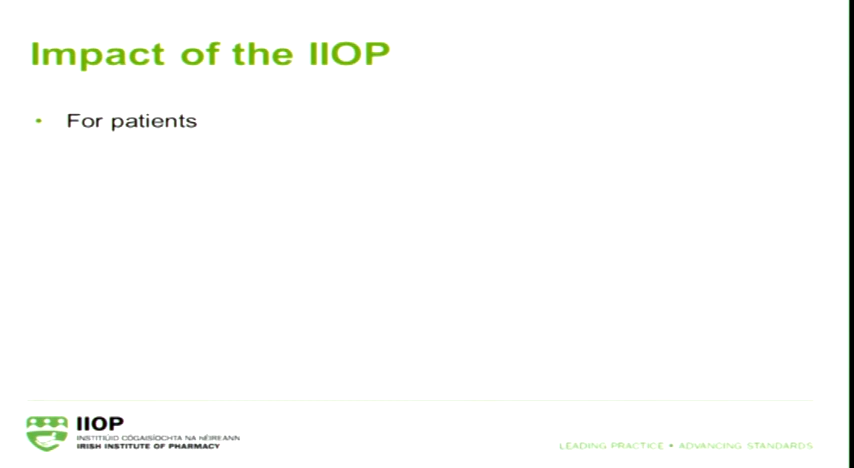 Impact of the IIOP
• For patients
IIOP
INSTITIÚID CÓGAISÍOCHTA NA HÉIREANN
IRISH INSTITUTE OF PHARMACY
LEADING PRACTICE • ADVANCING STANDARDS